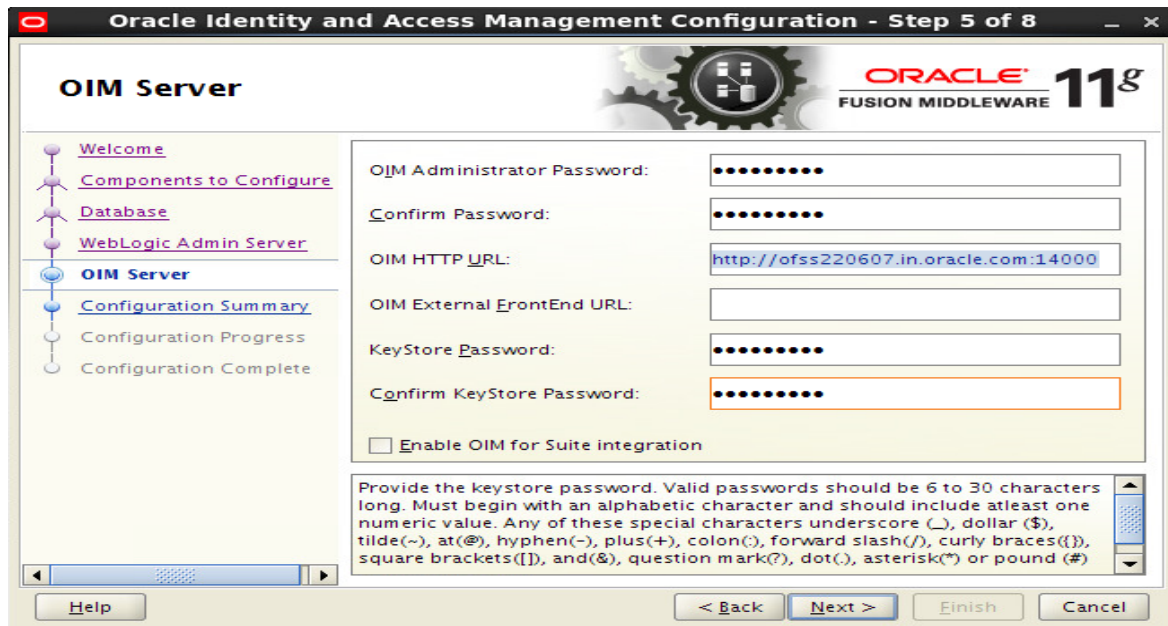 Oracle Identity and Access Management Configuration - Step 5 of 8
OIM Server
ORACLE
FUSION MIDDLEWARE
11g
Welcome
Components to Configure
Database
WebLogic Admin Server
OIM Server
Configuration Summary
Configuration Progress
Configuration Complete
OIM Administrator Password:
•••••••••
Confirm Password:
•••••••••
OIM HTTP URL:
http://ofss220607.in.oracle.com:14000
OIM External FrontEnd URL:
KeyStore Password:
•••••••••
Confirm KeyStore Password:
•••••••••
Enable OIM for Suite integration
Provide the keystore password. Valid passwords should be 6 to 30 characters
long. Must begin with an alphabetic character and should include atleast one
numeric value. Any of these special characters underscore (_), dollar ($),
tilde(~), at(@), hyphen(-), plus(+), colon(:), forward slash(/), curly braces({}),
square brackets([]), and(&), question mark(?), dot(.), asterisk(*) or pound (#)
Help
< Back
Next >
Finish
Cancel